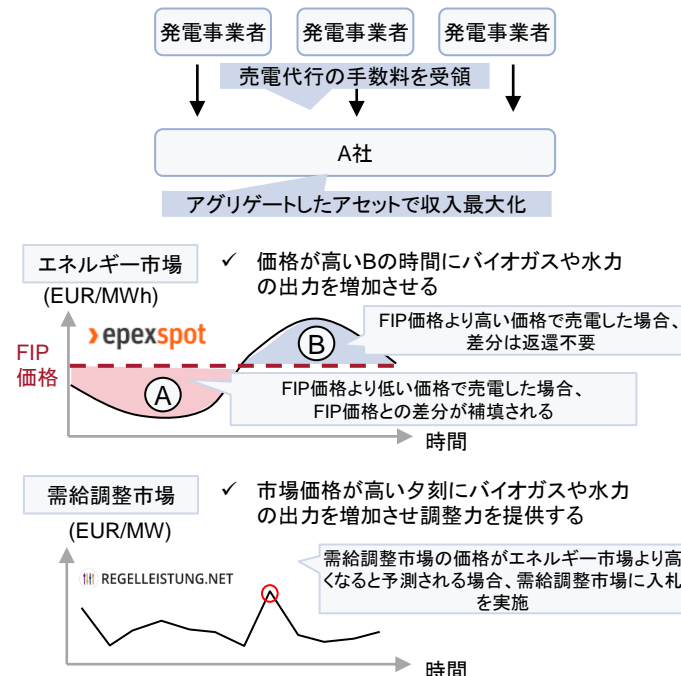 発電事業者
発電事業者
発電事業者
売電代行の手数料を受領
A社
アグリゲートしたアセットで収入最大化
エネルギー市場
(EUR/MWh)
✓ 価格が高いBの時間にバイオガスや水力
の出力を増加させる
epexspot
FIP
価格
B
FIP価格より高い価格で売電した場合、
差分は返還不要
A
FIP価格より低い価格で売電した場合、
FIP価格との差分が補填される
時間
需給調整市場
(EUR/MW)
✓ 市場価格が高い夕刻にバイオガスや水力
の出力を増加させ調整力を提供する
REGELLEISTUNG.NET
需給調整市場の価格がエネルギー市場より高
くなると予測される場合、需給調整市場に入札
を実施
時間